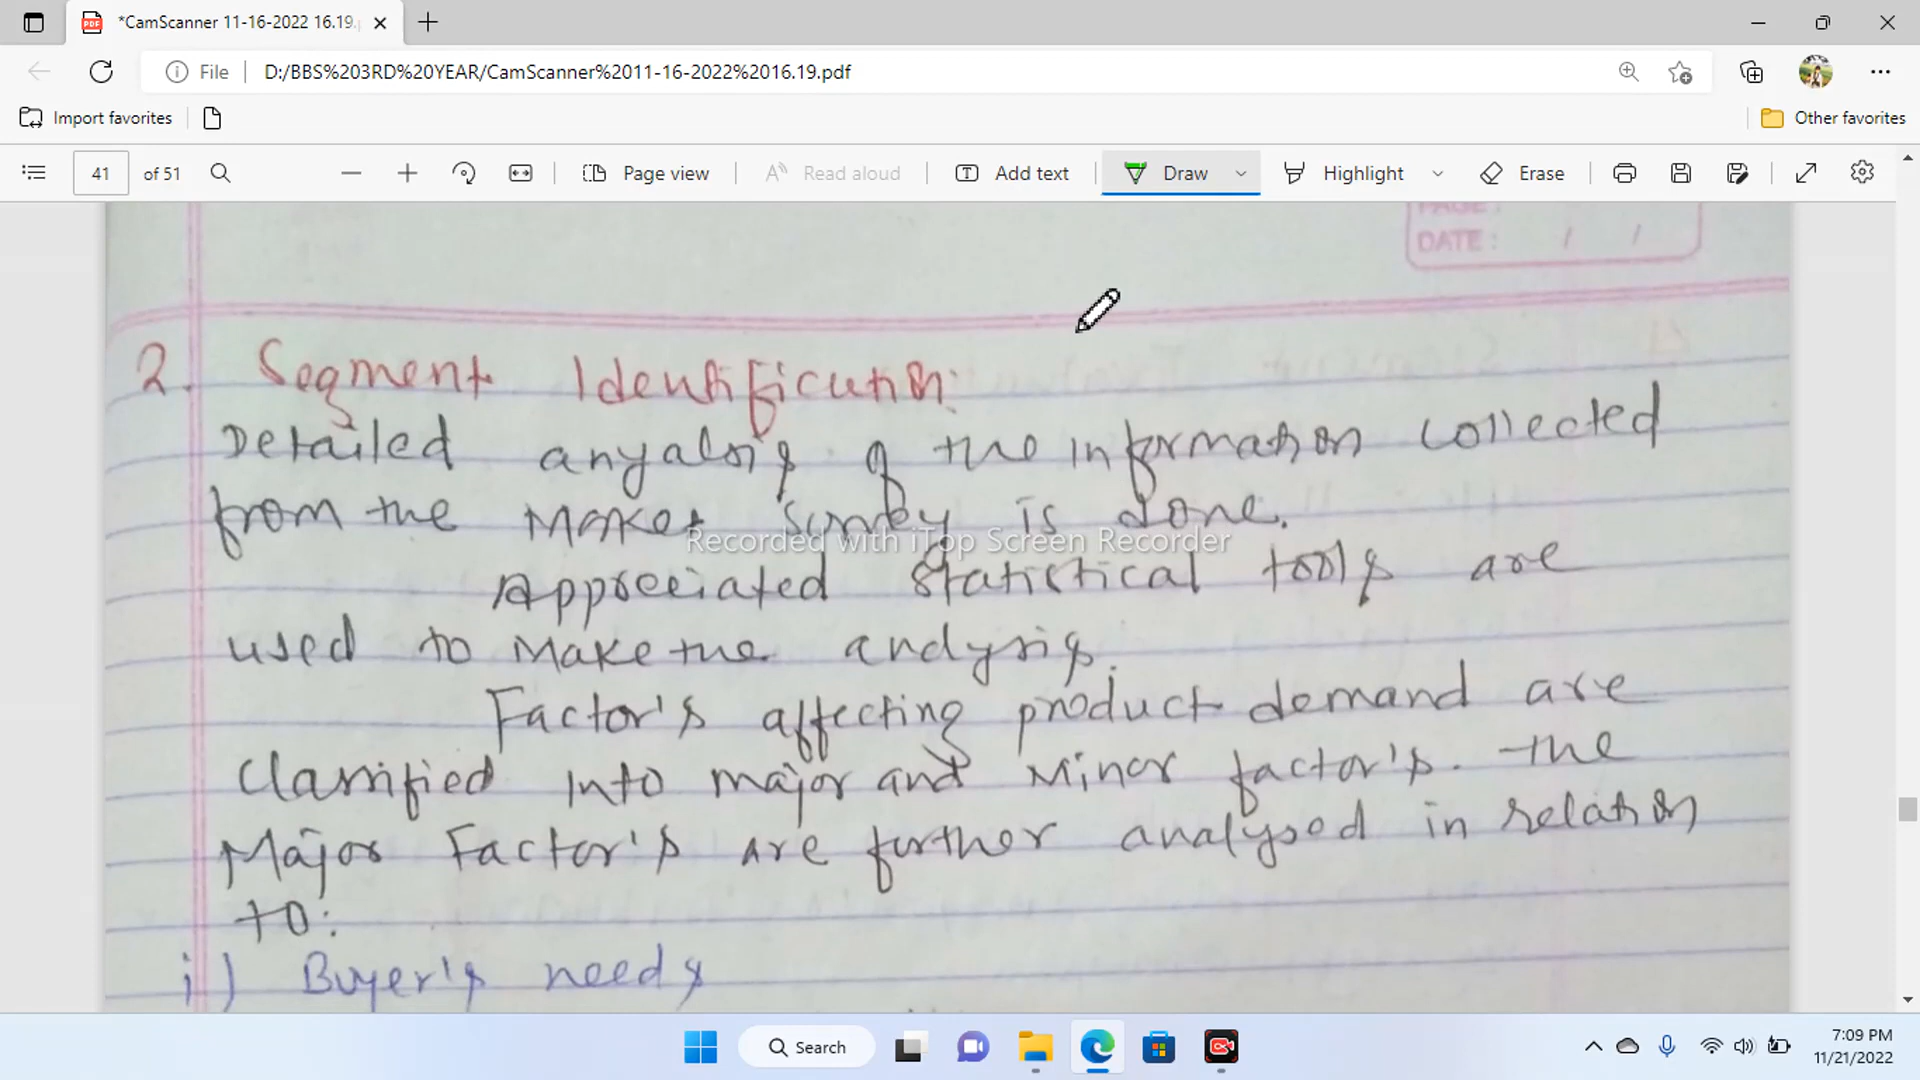 *CamScanner 11-16-2022 16.19.
File D:/BBS%203RD%20YEAR/CamScanner%2011-16-2022%2016.19.pdf
Import favorites Other favorites
41 of 51 Page view Read aloud Add text Draw Highlight Erase
PAGE:
DATE: / /
2. Segment Identification:
Detailed anyalsis of the information collected
from the Market survey is done.
Recorded with iTop Screen Recorder
Appreciated statistical tools are
used to Make the analysis.
Factor's affecting product demand are
Classified into major and Minor factor's. The
Major Factor's are further analysed in relation
to:
i) Buyer's needs
Search
7:09 PM
11/21/2022